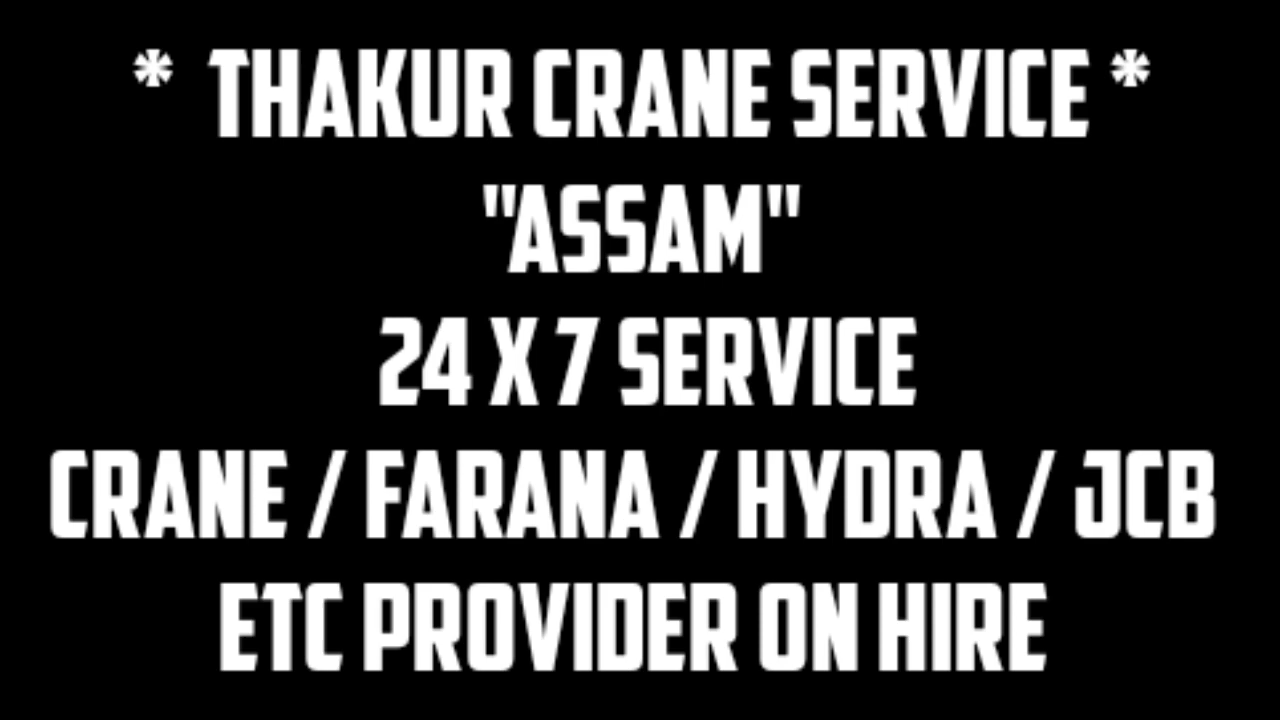 * THAKUR CRANE SERVICE *
"ASSAM"
24 X 7 SERVICE
CRANE / FARANA / HYDRA / JCB
ETC PROVIDER ON HIRE